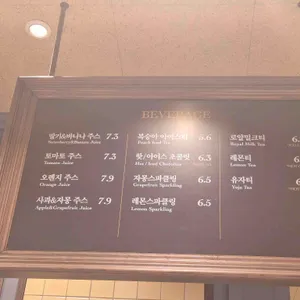 BEVERAGE
딸기&바나나 주스 7.3
Strawberry&Banana Juice
토마토 주스 7.3
Tomato Juice
오렌지 주스 7.9
Orange Juice
사과&자몽 주스 7.9
Apple&Grapefruit Juice
복숭아 아이스티 6.6
Peach Iced Tea
핫/아이스 초콜릿 6.3
Hot / Iced Chocolate
자몽스파클링 6.5
Grapefruit Sparkling
레몬스파클링 6.5
Lemon Sparkling
로얄밀크티
Royal Milk Tea
레몬티
Lemon Tea
유자티
Yuja Tea